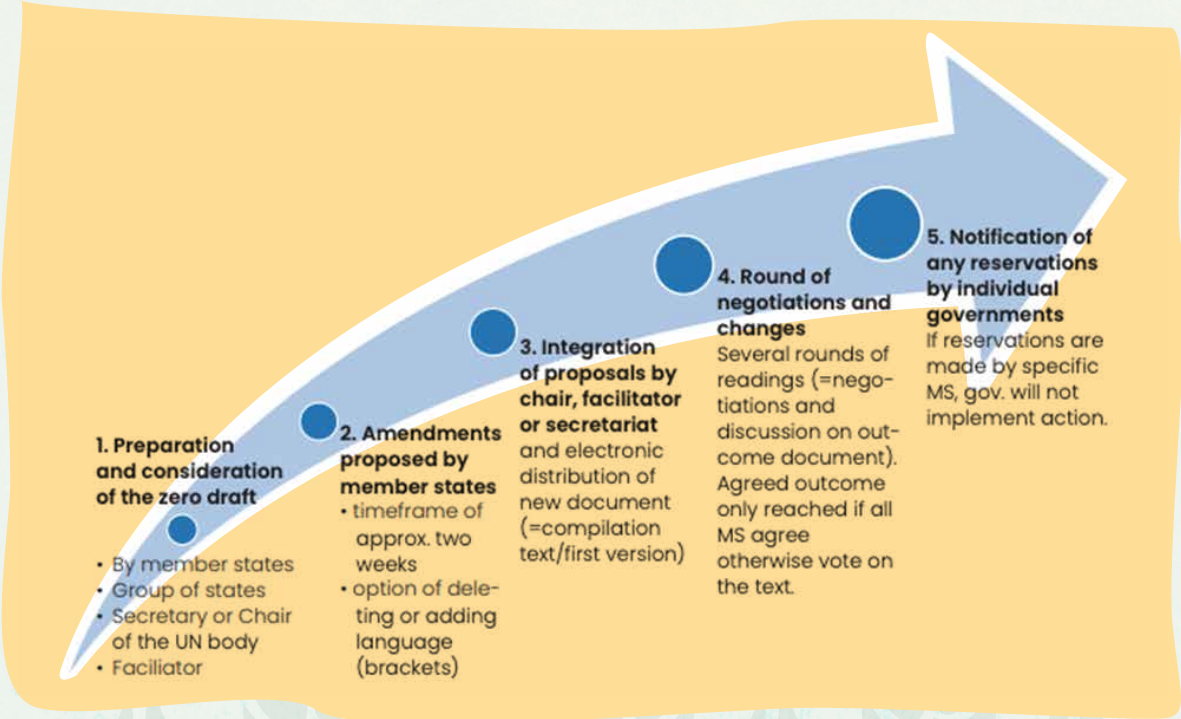 1. Preparation
and consideration
of the zero draft
• By member states
• Group of states
• Secretary or Chair
of the UN body
• Faciliator
2. Amendments
proposed by
member states
• timeframe of
approx. two
weeks
• option of dele-
ting or adding
language
(brackets)
3. Integration
of proposals by
chair, facilitator
or secretariat
and electronic
distribution of
new document
(=compilation
text/first version)
4. Round of
negotiations and
changes
Several rounds of
readings (=nego-
tiations and
discussion on out-
come document).
Agreed outcome
only reached if all
MS agree
otherwise vote on
the text.
5. Notification of
any reservations
by individual
governments
If reservations are
made by specific
MS, gov. will not
implement action.